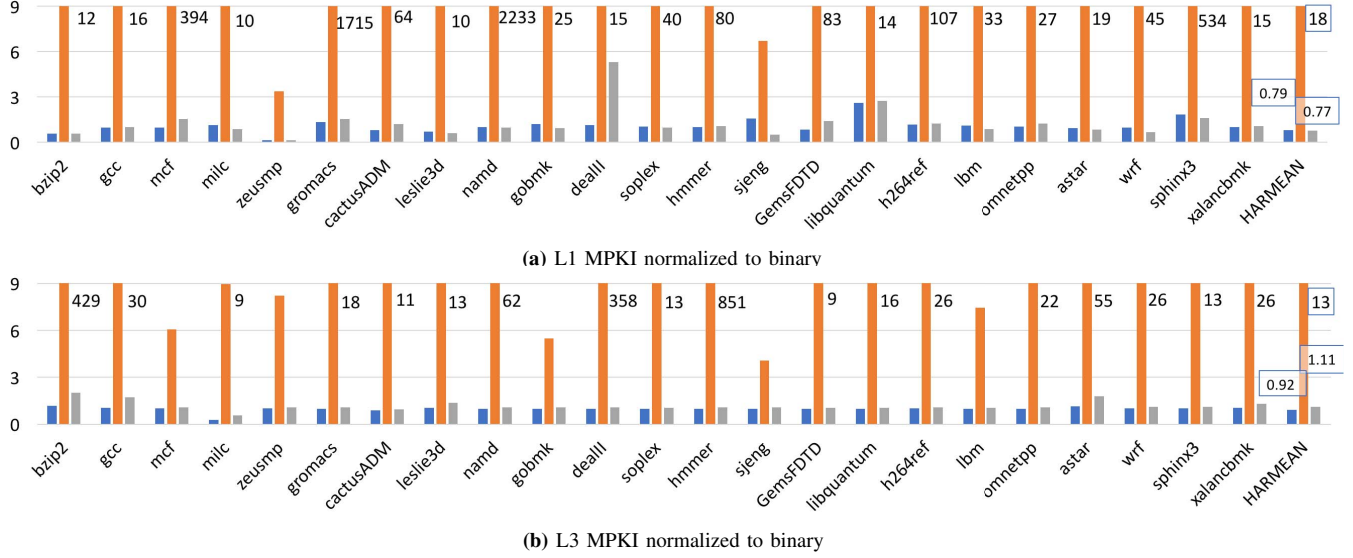 9
12 16 394 10 1715 64 10 2233 25 15 40 80 83 14 107 33 27 19 45 534 15 18
6
3
0.79
0.77
0
bzip2 gcc mcf milc zeusmp gromacs cactusADM leslie3d namd gobmk dealII soplex hmmer sjeng GemsFDTD libquantum h264ref lbm omnetpp astar wrf sphinx3 xalancbmk HARMEAN
(a) L1 MPKI normalized to binary
9
429 30 9 18 11 13 62 358 13 851 9 16 26 22 55 26 13 26 13
6
1.11
3
0.92
0
bzip2 gcc mcf milc zeusmp gromacs cactusADM leslie3d namd gobmk dealII soplex hmmer sjeng GemsFDTD libquantum h264ref lbm omnetpp astar wrf sphinx3 xalancbmk HARMEAN
(b) L3 MPKI normalized to binary